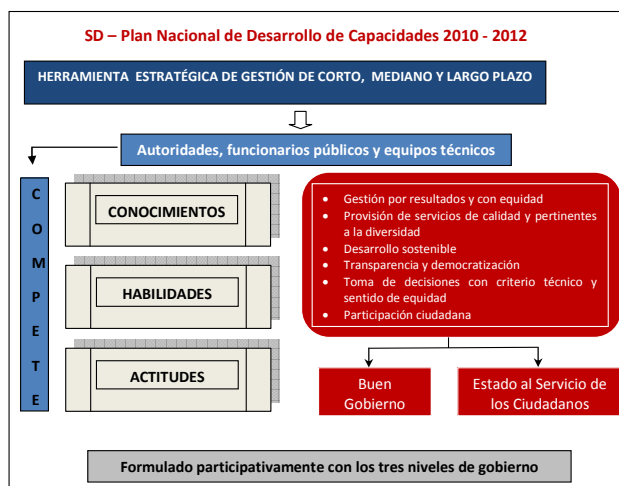 SD – Plan Nacional de Desarrollo de Capacidades 2010 - 2012
HERRAMIENTA ESTRATÉGICA DE GESTIÓN DE CORTO, MEDIANO Y LARGO PLAZO
Autoridades, funcionarios públicos y equipos técnicos
C
O
M
P
E
T
E
CONOCIMIENTOS
HABILIDADES
ACTITUDES
• Gestión por resultados y con equidad
• Provisión de servicios de calidad y pertinentes
a la diversidad
• Desarrollo sostenible
• Transparencia y democratización
• Toma de decisiones con criterio técnico y
sentido de equidad
• Participación ciudadana
Buen
Gobierno
Estado al Servicio de
los Ciudadanos
Formulado participativamente con los tres niveles de gobierno